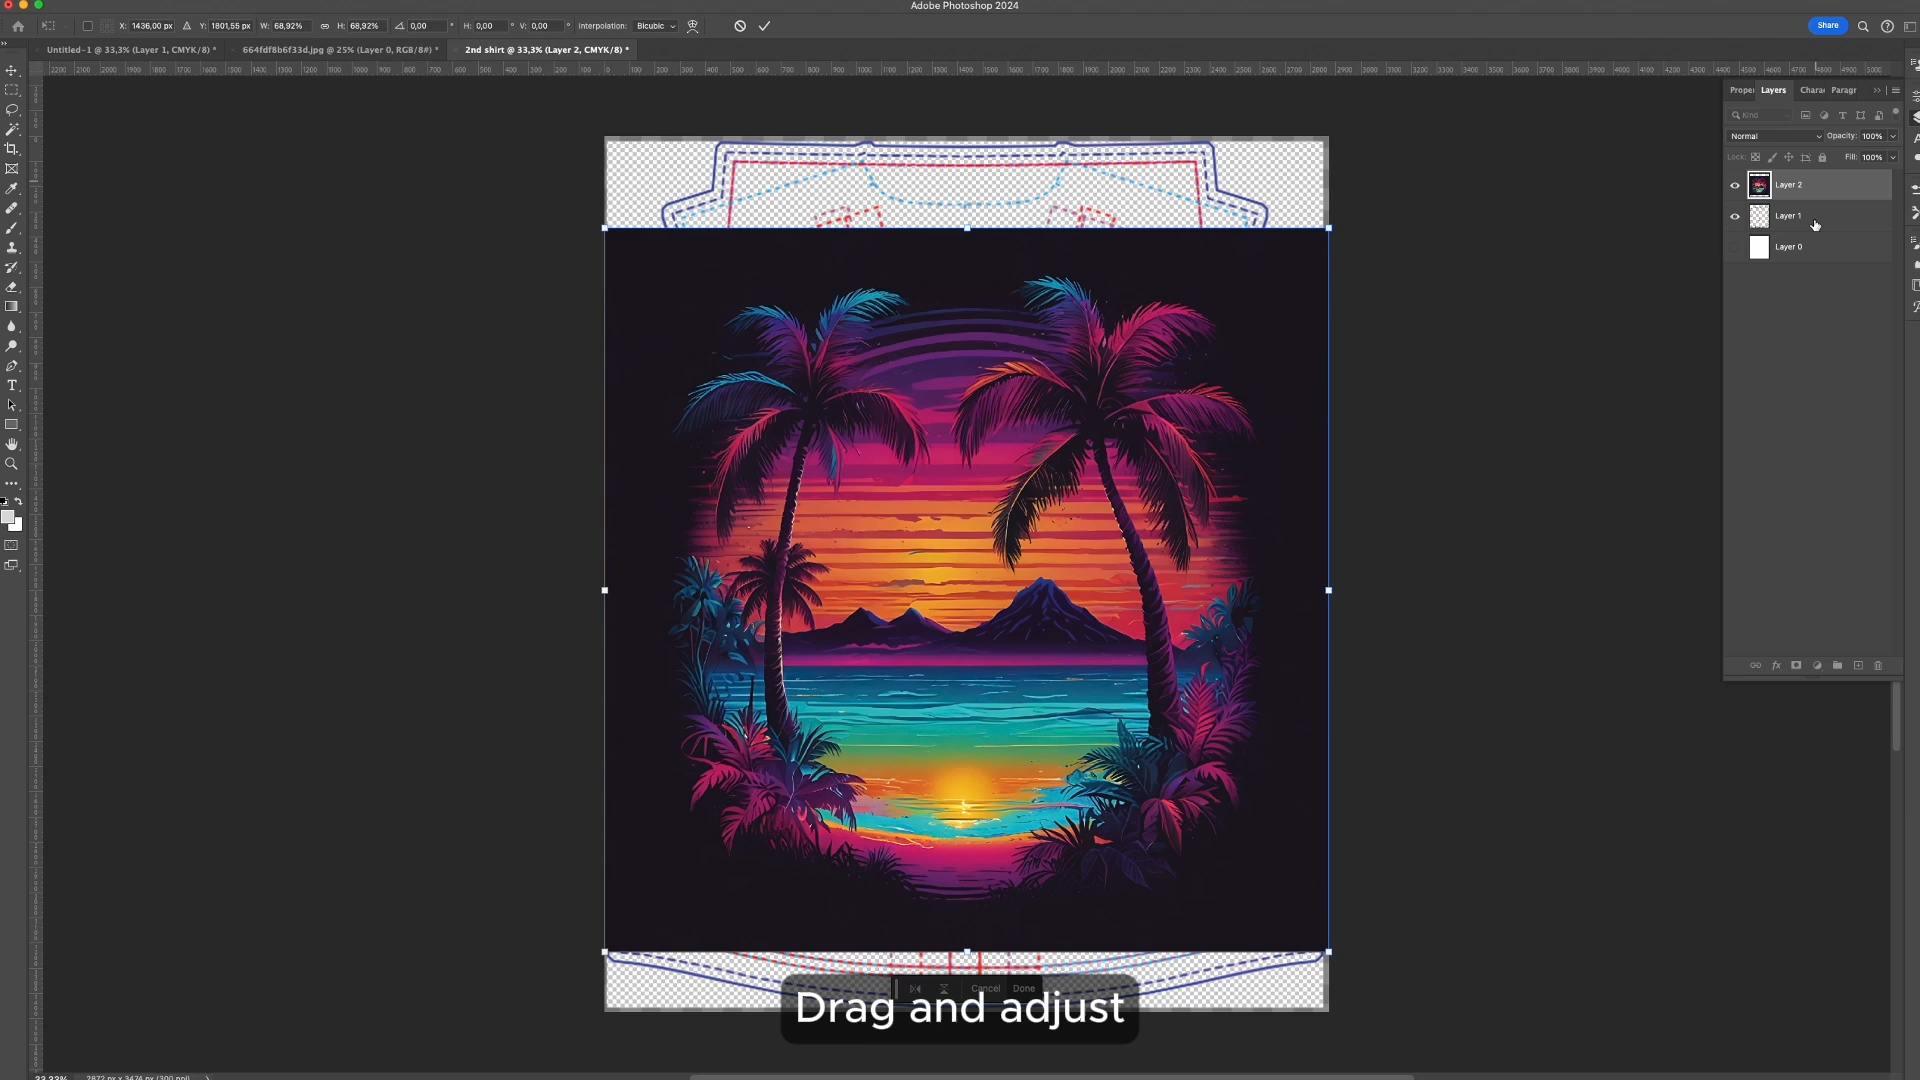 Adobe Photoshop 2024
X: 1436,00 px Y: 1801,55 px W: 68,92% H: 68,92% 0,00 ° H: 0,00 ° V: 0,00 ° Interpolation: Bicubic Share
Untitled-1 @ 33,3% (Layer 1, CMYK/8) * 664fdf8b6f33d.jpg @ 25% (Layer 0, RGB/8#) * 2nd shirt @ 33,3% (Layer 2, CMYK/8) *
Proper Layers Chara Paragr
Kind
Normal Opacity: 100%
Lock: Fill: 100%
Layer 2
Layer 1
Layer 0
Cancel Done
Drag and adjust
33,33% 2872 px x 3474 px (300 ppi)